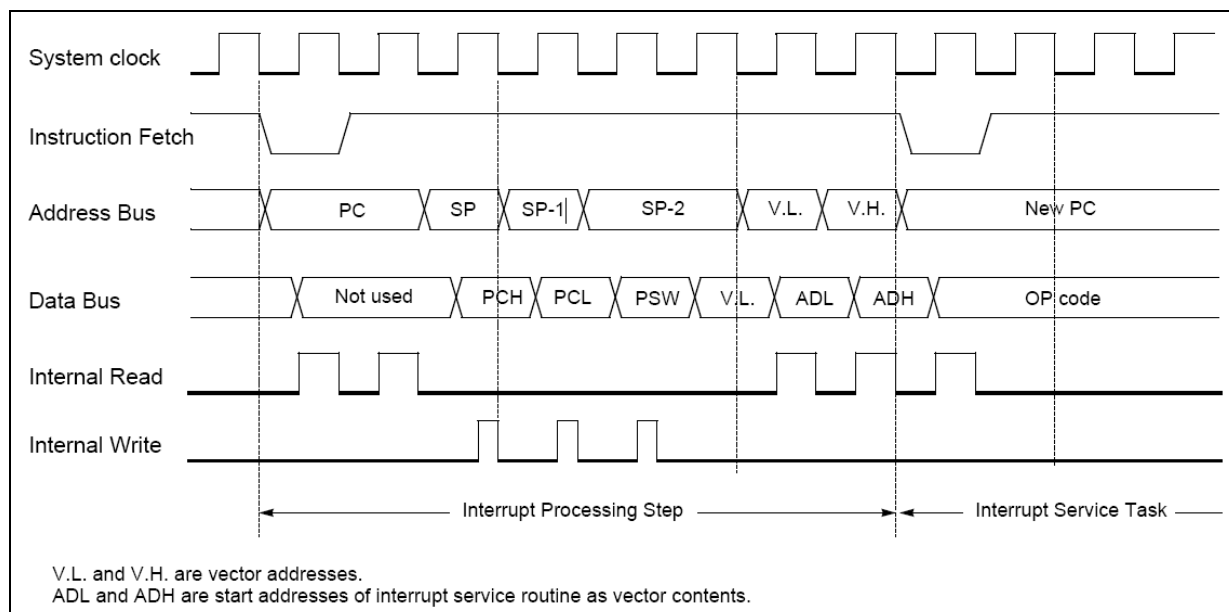 System clock
Instruction Fetch
Address Bus
PC SP SP-1 SP-2 V.L. V.H. New PC
Data Bus
Not used PCH PCL PSW V.L. ADL ADH OP code
Internal Read
Internal Write
Interrupt Processing Step Interrupt Service Task
V.L. and V.H. are vector addresses.
ADL and ADH are start addresses of interrupt service routine as vector contents.